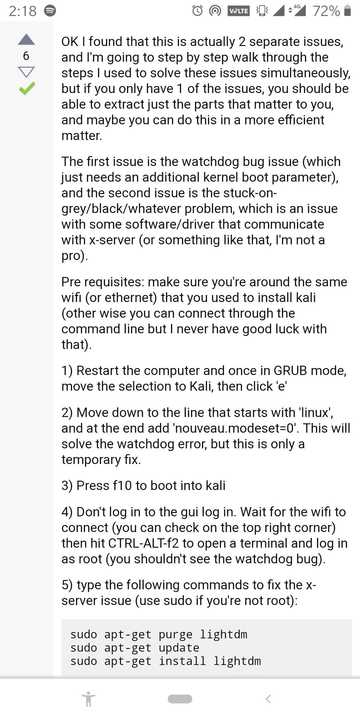 2:18
VoLTE
4G
72%
6
OK I found that this is actually 2 separate issues,
and I'm going to step by step walk through the
steps I used to solve these issues simultaneously,
but if you only have 1 of the issues, you should be
able to extract just the parts that matter to you,
and maybe you can do this in a more efficient
matter.
The first issue is the watchdog bug issue (which
just needs an additional kernel boot parameter),
and the second issue is the stuck-on-
grey/black/whatever problem, which is an issue
with some software/driver that communicate
with x-server (or something like that, I'm not a
pro).
Pre requisites: make sure you're around the same
wifi (or ethernet) that you used to install kali
(other wise you can connect through the
command line but I never have good luck with
that).
1) Restart the computer and once in GRUB mode,
move the selection to Kali, then click 'e'
2) Move down to the line that starts with 'linux',
and at the end add 'nouveau.modeset=0'. This will
solve the watchdog error, but this is only a
temporary fix.
3) Press f10 to boot into kali
4) Don't log in to the gui log in. Wait for the wifi to
connect (you can check on the top right corner)
then hit CTRL-ALT-f2 to open a terminal and log in
as root (you shouldn't see the watchdog bug).
5) type the following commands to fix the x-
server issue (use sudo if you're not root):
sudo apt-get purge lightdm
sudo apt-get update
sudo apt-get install lightdm